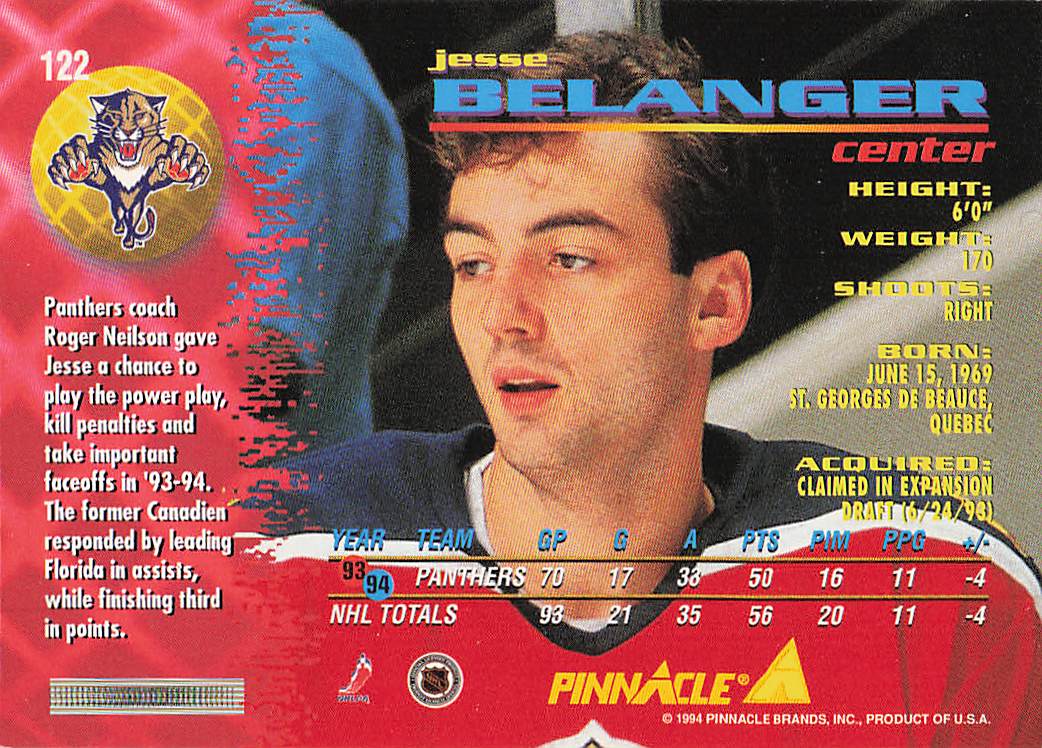 122
jesse
BELANGER
center
HEIGHT:
6'0"
WEIGHT:
170
SHOOTS:
RIGHT
BORN:
JUNE 15, 1969
ST. GEORGES DE BEAUCE,
QUEBEC
ACQUIRED:
CLAIMED IN EXPANSION
DRAFT (6/24/93)
Panthers coach
Roger Neilson gave
Jesse a chance to
play the power play,
kill penalties and
take important
faceoffs in '93-94.
The former Canadien
responded by leading
Florida in assists,
while finishing third
in points.
YEAR TEAM GP G A PTS PIM PPG +/-
93 94 PANTHERS 70 17 33 50 16 11 -4
NHL TOTALS 93 21 35 56 20 11 -4
NHLPA
PINNACLE®
© 1994 PINNACLE BRANDS, INC., PRODUCT OF U.S.A.